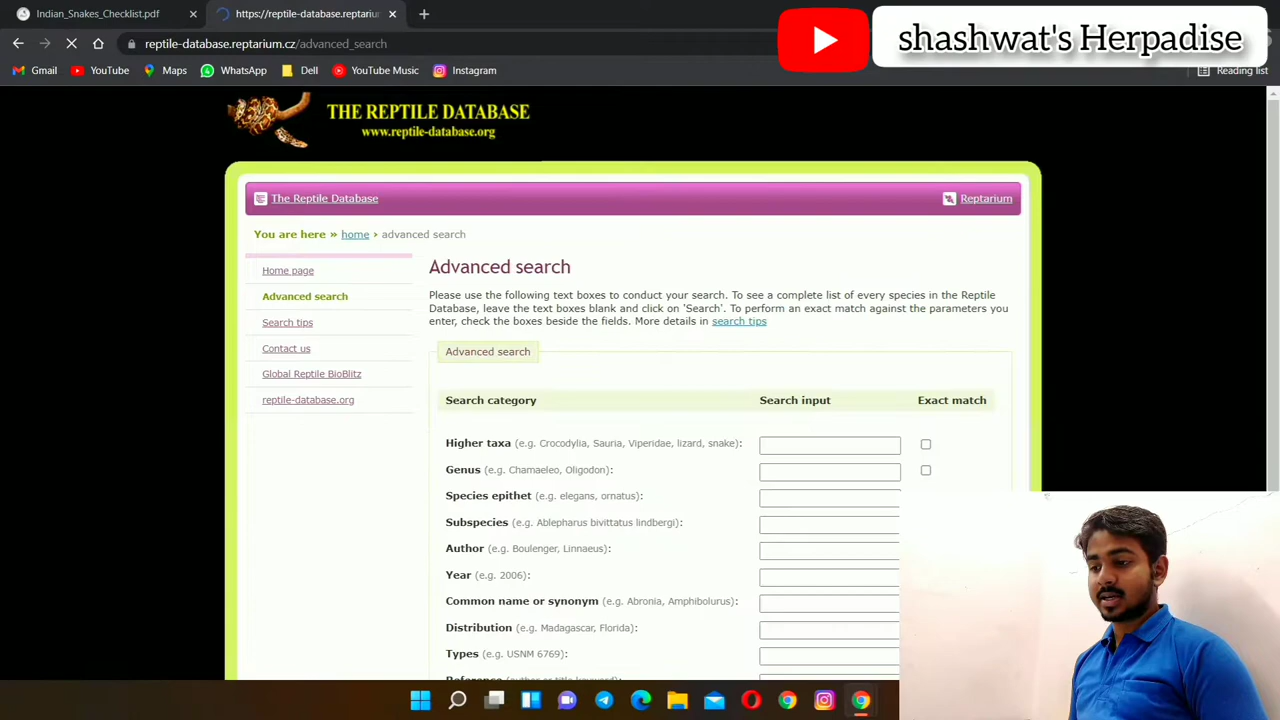 Indian_Snakes_Checklist.pdf
https://reptile-database.reptariun
reptile-database.reptarium.cz/advanced_search
shashwat's Herpadise
Gmail
YouTube
Maps
WhatsApp
Dell
YouTube Music
Instagram
Reading list
THE REPTILE DATABASE
www.reptile-database.org
The Reptile Database
Reptarium
You are here » home › advanced search
Home page
Advanced search
Search tips
Contact us
Global Reptile BioBlitz
reptile-database.org
Advanced search
Please use the following text boxes to conduct your search. To see a complete list of every species in the Reptile
Database, leave the text boxes blank and click on 'Search'. To perform an exact match against the parameters you
enter, check the boxes beside the fields. More details in search tips
Advanced search
Search category Search input Exact match
Higher taxa (e.g. Crocodylia, Sauria, Viperidae, lizard, snake):
Genus (e.g. Chamaeleo, Oligodon):
Species epithet (e.g. elegans, ornatus):
Subspecies (e.g. Ablepharus bivittatus lindbergi):
Author (e.g. Boulenger, Linnaeus):
Year (e.g. 2006):
Common name or synonym (e.g. Abronia, Amphibolurus):
Distribution (e.g. Madagascar, Florida):
Types (e.g. USNM 6769):
Reference (author or title keyword):